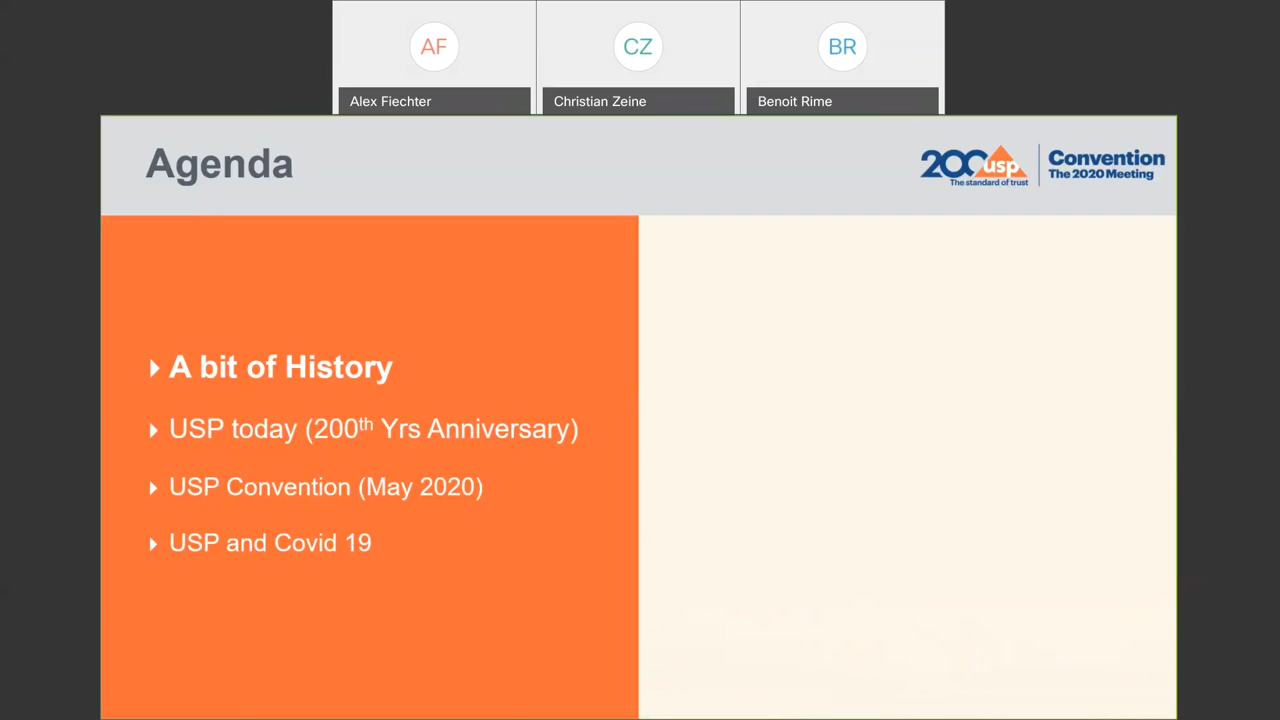 AF
CZ
BR
Alex Fiechter
Christian Zeine
Benoit Rime
Agenda
200 usp
The standard of trust
Convention
The 2020 Meeting
A bit of History
USP today (200th Yrs Anniversary)
USP Convention (May 2020)
USP and Covid 19